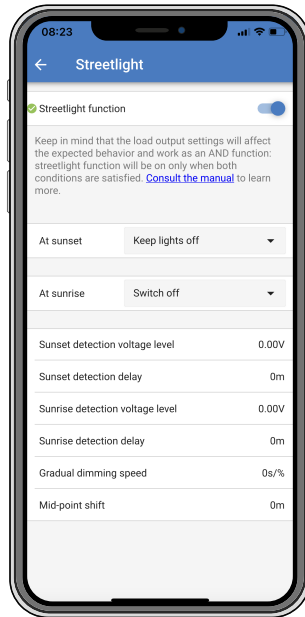 08:23
Streetlight
Streetlight function
Keep in mind that the load output settings will affect
the expected behavior and work as an AND function:
streetlight function will be on only when both
conditions are satisfied. Consult the manual to learn
more.
At sunset Keep lights off
At sunrise Switch off
Sunset detection voltage level 0.00V
Sunset detection delay 0m
Sunrise detection voltage level 0.00V
Sunrise detection delay 0m
Gradual dimming speed 0s/%
Mid-point shift 0m